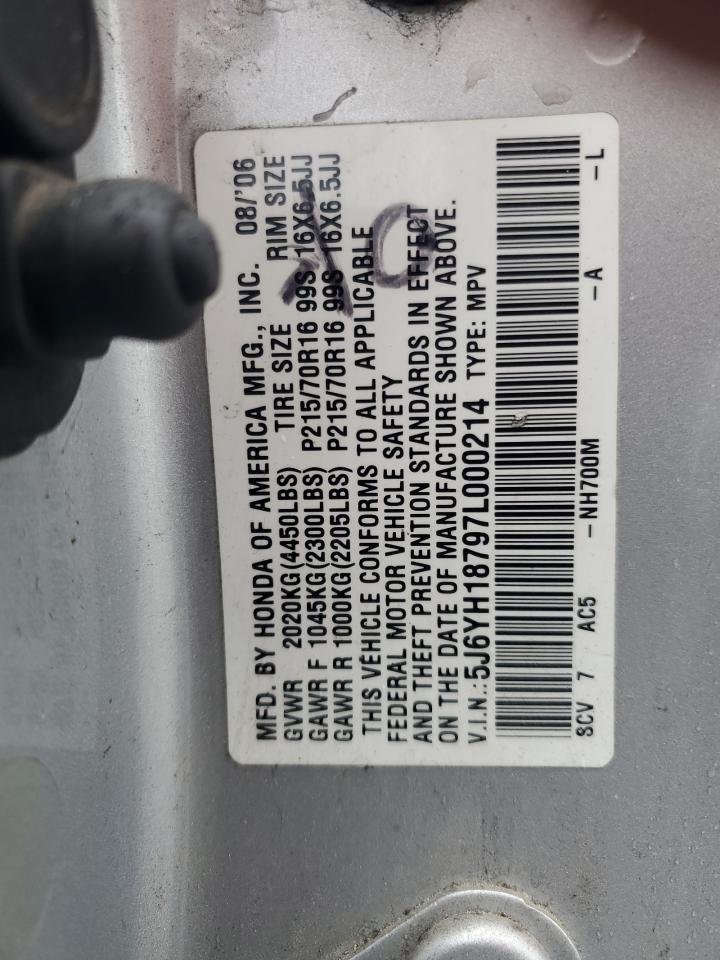 MFD. BY HONDA OF AMERICA MFG., INC. 08/'06
GVWR 2020KG(4450LBS) TIRE SIZE RIM SIZE
GAWR F 1045KG(2300LBS) P215/70R16 99S 16X6.5JJ
GAWR R 1000KG(2205LBS) P215/70R16 99S 16X6.5JJ
THIS VEHICLE CONFORMS TO ALL APPLICABLE
FEDERAL MOTOR VEHICLE SAFETY
AND THEFT PREVENTION STANDARDS IN EFFECT
ON THE DATE OF MANUFACTURE SHOWN ABOVE.
V.I.N.:5J6YH18797L000214 TYPE: MPV
SCV 7 AC5 –NH700M –A –L